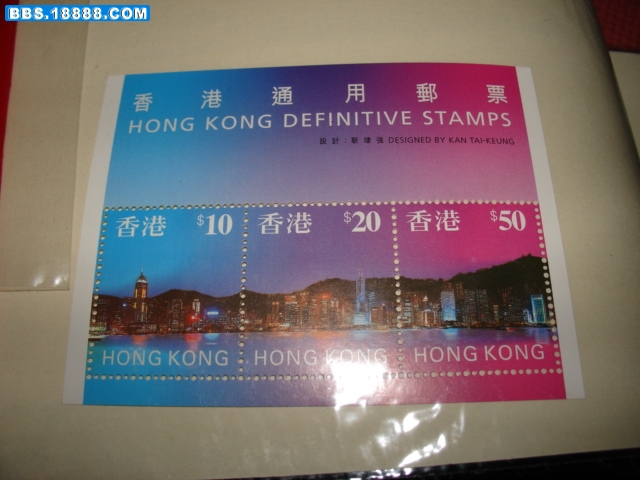 BBS.18888.COM
香港通用郵票
HONG KONG DEFINITIVE STAMPS
設計：靳埭強 DESIGNED BY KAN TAI-KEUNG
香港 $10 香港 $20 香港 $50
HONG KONG HONG KONG HONG KONG